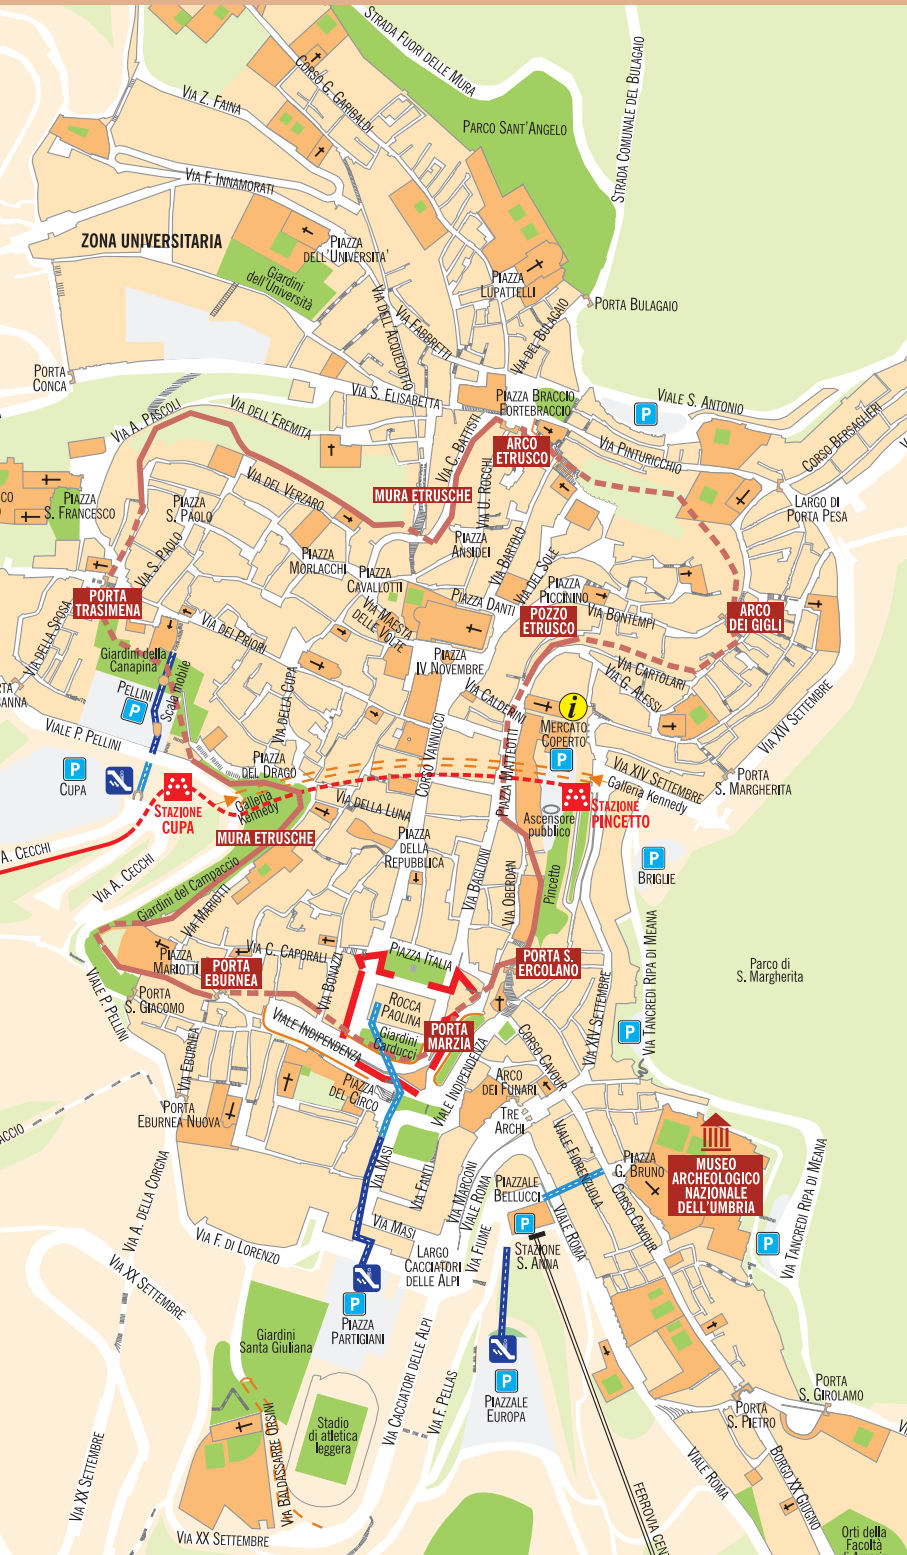 STRADA FUORI DELLE MURA
CORSO G. GARIBALDI
VIA Z. FAINA
PARCO SANT'ANGELO
STRADA COMUNALE DEL BULAGAIO
VIA F. INNAMORATI
ZONA UNIVERSITARIA
PIAZZA
DELL'UNIVERSITA'
Giardini
dell'Università
PIAZZA
LUPATTELLI
PORTA BULAGAIO
VIA DELL'ACQUEDOTTO
VIA FABBRETTI
VIA DEL BULAGAIO
PORTA
CONCA
VIA S. ELISABETTA
PIAZZA BRACCIO
FORTEBRACCIO
VIALE S. ANTONIO
P
VIA A. PASCOLI
VIA DELL'EREMITA
VIA C. BATTISTI
ARCO
ETRUSCO
VIA PINTURICCHIO
CORSO BERSAGLIERI
CO
PIAZZA
S. FRANCESCO
PIAZZA
S. PAOLO
VIA DEL VERZARO
MURA ETRUSCHE
VIA U. ROCCHI
LARGO DI
PORTA PESA
VIA S. PAOLO
PIAZZA
MORLACCHI
PIAZZA
ANSIDEI
VIA BARTOLO
VIA DEL SOLE
PIAZZA
CAVALLOTTI
PIAZZA DANTI
PIAZZA
PICCININO
PORTA
TRASIMENA
VIA MAESTA
DELLE VOLTE
POZZO
ETRUSCO
VIA BONTEMPI
ARCO
DEI GIGLI
VIA DELLA SPOSA
VIA DEI PRIORI
Giardini della
Canapina
PIAZZA
IV NOVEMBRE
VIA CARTOLARI
VIA G. ALESSI
TA
SANNA
PELLINI
P
Scala mobile
VIA DELLA CUPA
VIA CALDERINI
i
MERCATO
COPERTO
P
VIA XIV SETTEMBRE
VIALE P. PELLINI
P
CUPA
PIAZZA
DEL DRAGO
CORSO VANNUCCI
PIAZZA MATTEOTTI
VIA XIV SETTEMBRE
Galleria Kennedy
PORTA
S. MARGHERITA
STAZIONE
CUPA
Galleria
Kennedy
VIA DELLA LUNA
Ascensore
pubblico
STAZIONE
PINCETTO
MURA ETRUSCHE
PIAZZA
DELLA
REPUBBLICA
A. CECCHI
VIA A. CECCHI
P
BRIGLIE
Giardini del Campaccio
VIA MARIOTTI
VIA BAGLIONI
VIA OBERDAN
Pincetto
PIAZZA
MARIOTTI
VIA C. CAPORALI
PORTA
EBURNEA
VIA BONAZZI
PIAZZA ITALIA
PORTA S.
ERCOLANO
VIA TANCREDI RIPA DI MEANA
Parco di
S. Margherita
VIALE P. PELLINI
PORTA
S. GIACOMO
ROCCA
PAOLINA
Giardini
Carducci
PORTA
MARZIA
VIALE INDIPENDENZA
VIALE INDIPENDENZA
CORSO CAVOUR
VIA XIV SETTEMBRE
P
VIA EBURNEA
PIAZZA
DEL CIRCO
ARCO
DEI FUNARI
PORTA
EBURNEA NUOVA
TRE
ARCHI
ACCIO
VIA A. DELLA CORGNA
VIA MASI
VIA FANTI
VIA MARCONI
VIALE ROMA
PIAZZALE
BELLUCCI
VIALE FIORENZUOLA
PIAZZA
G. BRUNO
MUSEO
ARCHEOLOGICO
NAZIONALE
DELL'UMBRIA
VIA TANCREDI RIPA DI MEANA
VIA MASI
VIA F. DI LORENZO
LARGO
CACCIATORI
DELLE ALPI
VIA FIUME
P
STAZIONE
S. ANNA
VIALE ROMA
CORSO CAVOUR
P
VIA XX SETTEMBRE
P
PIAZZA
PARTIGIANI
Giardini
Santa Giuliana
VIA CACCIATORI DELLE ALPI
VIA F. PELLAS
P
PIAZZALE
EUROPA
PORTA
S. GIROLAMO
PORTA
S. PIETRO
VIA BALDASSARRE ORSINI
Stadio
di atletica
leggera
VIA XX SETTEMBRE
VIA XX SETTEMBRE
FERROVIA CEN
VIALE ROMA
BORGO XX GIUGNO
Orti della
Facoltà